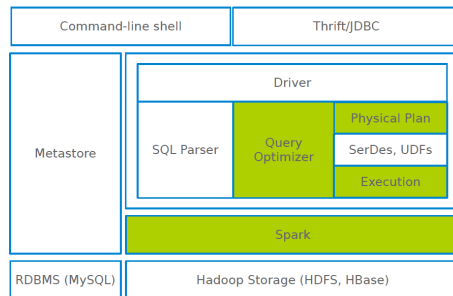 Command-line shell
Thrift/JDBC
Metastore
Driver
SQL Parser
Query
Optimizer
Physical Plan
SerDes, UDFs
Execution
Spark
RDBMS (MySQL)
Hadoop Storage (HDFS, HBase)